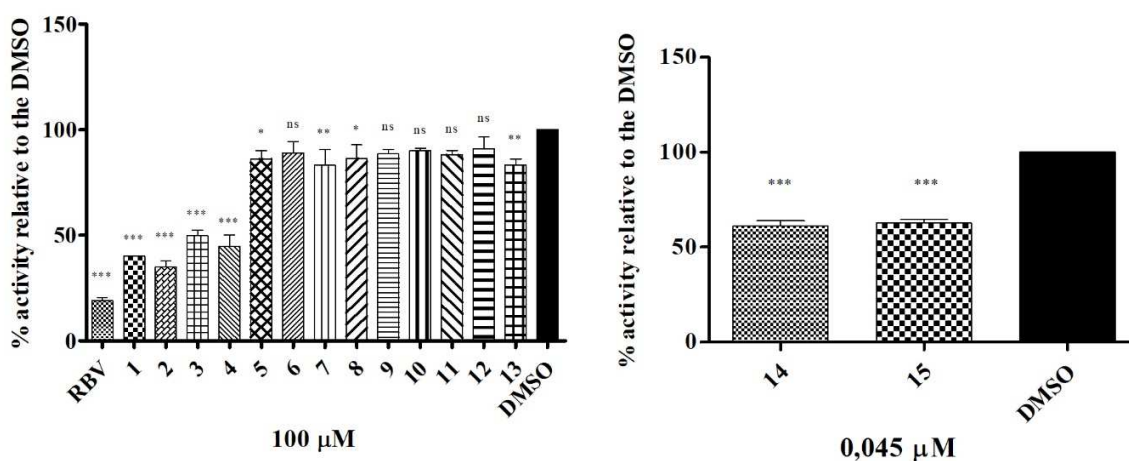 % activity relative to the DMSO
150
100
50
0
***
***
***
***
***
*
ns
**
*
ns
ns
ns
ns
**
RBV
1
2
3
4
5
6
7
8
9
10
11
12
13
DMSO
100 μM
% activity relative to the DMSO
150
100
50
0
***
***
14
15
DMSO
0,045 μM